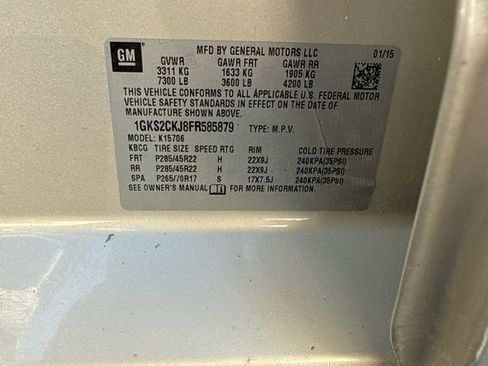 GM
MFD BY GENERAL MOTORS LLC
01/15
GVWR GAWR FRT GAWR RR
3311 KG 1633 KG 1905 KG
7300 LB 3600 LB 4200 LB
THIS VEHICLE CONFORMS TO ALL APPLICABLE U.S. FEDERAL MOTOR
VEHICLE SAFETY STANDARDS IN EFFECT ON THE DATE OF
MANUFACTURE SHOWN ABOVE.
1GKS2CKJ8FR585879 TYPE: M.P.V.
MODEL: K15706
KBCG TIRE SIZE SPEED RTG RIM COLD TIRE PRESSURE
FRT P285/45R22 H 22X9J 240KPA(35PSI)
RR P285/45R22 H 22X9J 240KPA(35PSI)
SPA P265/70R17 S 17X7.5J 240KPA(35PSI)
SEE OWNER'S MANUAL FOR MORE INFORMATION.